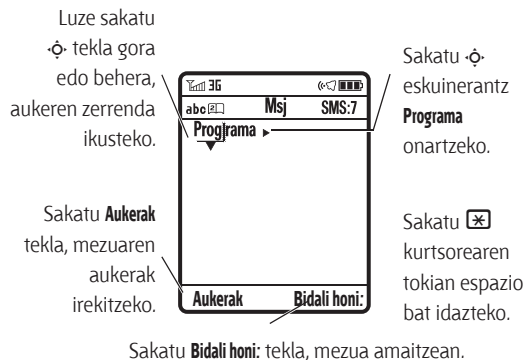 Luze sakatu
tekla gora
edo behera,
aukeren zerrenda
ikusteko.
Sakatu Aukerak
tekla, mezuaren
aukerak
irekitzeko.
3G
abc 2 Msj SMS:7
Programa
Aukerak Bidali honi:
Sakatu
eskuinerantz
Programa
onartzeko.
Sakatu *
kurtsorearen
tokian espazio
bat idazteko.
Sakatu Bidali honi: tekla, mezua amaitzean.